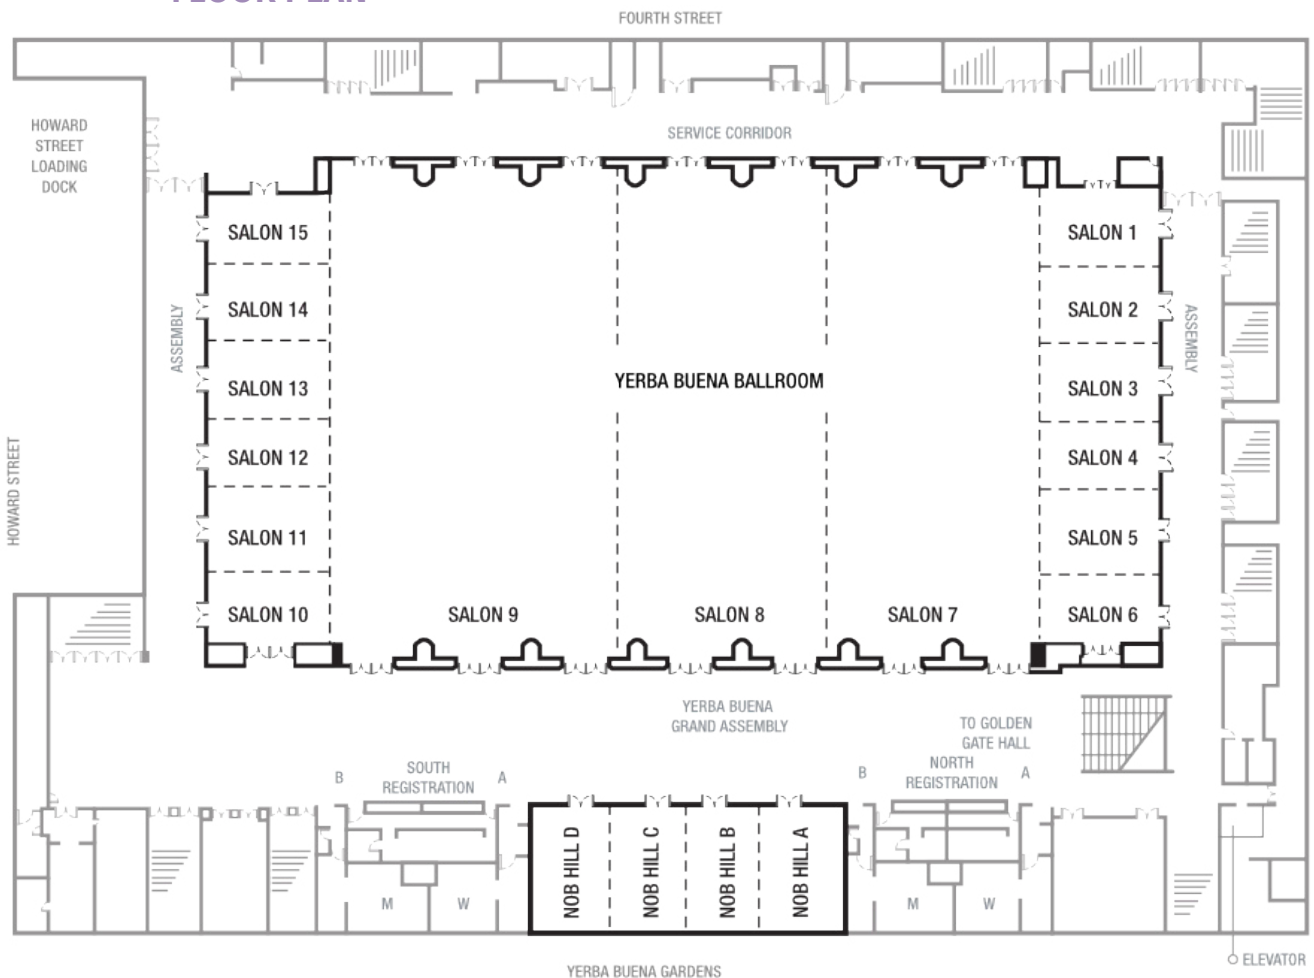 FLOOR PLAN
FOURTH STREET
HOWARD
STREET
LOADING
DOCK
SERVICE CORRIDOR
SALON 15
SALON 1
SALON 14
SALON 2
ASSEMBLY
ASSEMBLY
YERBA BUENA BALLROOM
SALON 13
SALON 3
SALON 12
SALON 4
HOWARD STREET
SALON 11
SALON 5
SALON 10
SALON 9
SALON 8
SALON 7
SALON 6
YERBA BUENA
GRAND ASSEMBLY
TO GOLDEN
GATE HALL
B
SOUTH
REGISTRATION
A
B
NORTH
REGISTRATION
A
NOB HILL D
NOB HILL C
NOB HILL B
NOB HILL A
M
W
M
W
ELEVATOR
YERBA BUENA GARDENS